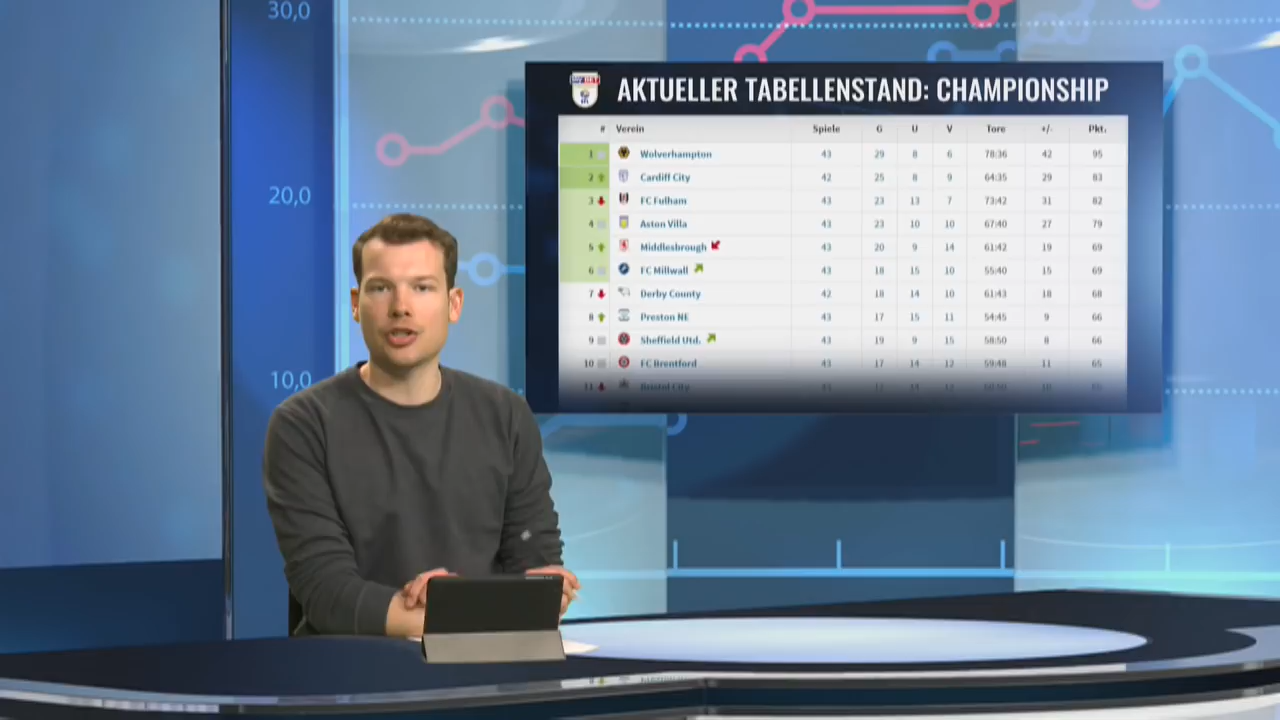 30,0
20,0
10,0
SKY BET
AKTUELLER TABELLENSTAND: CHAMPIONSHIP
# Verein Spiele G U V Tore +/- Pkt.
1 Wolverhampton 43 29 8 6 78:36 42 95
2 Cardiff City 42 25 8 9 64:35 29 83
3 FC Fulham 43 23 13 7 73:42 31 82
4 Aston Villa 43 23 10 10 67:40 27 79
5 Middlesbrough 43 20 9 14 61:42 19 69
6 FC Millwall 43 18 15 10 55:40 15 69
7 Derby County 42 18 14 10 61:43 18 68
8 Preston NE 43 17 15 11 54:45 9 66
9 Sheffield Utd. 43 19 9 15 58:50 8 66
10 FC Brentford 43 17 14 12 59:48 11 65
11 Bristol City